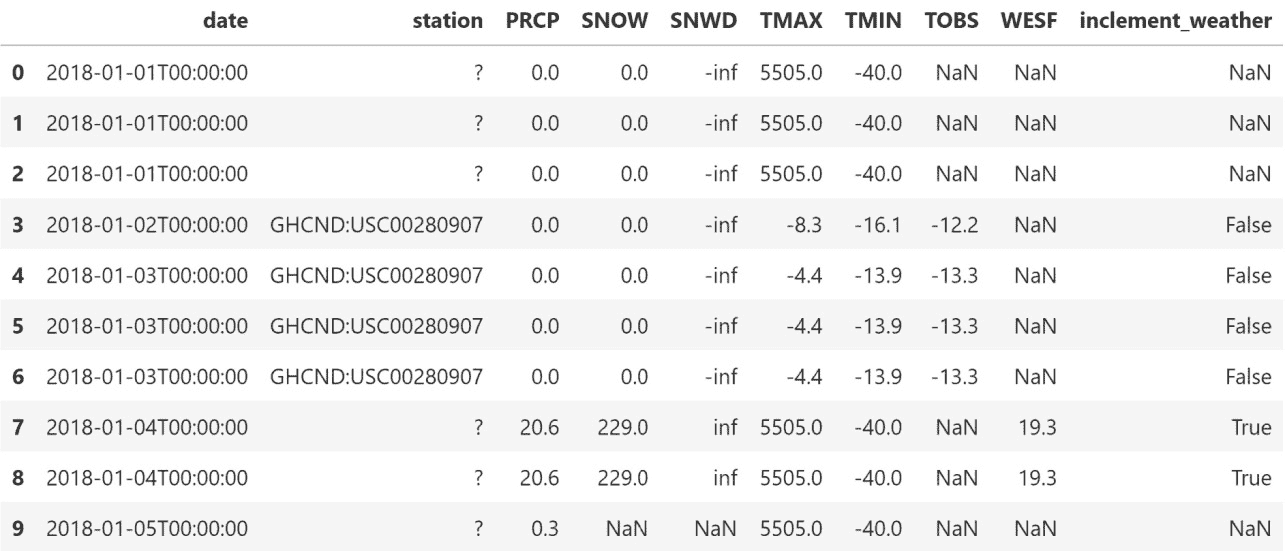 date station PRCP SNOW SNWD TMAX TMIN TOBS WESF inclement_weather
0 2018-01-01T00:00:00 ? 0.0 0.0 -inf 5505.0 -40.0 NaN NaN NaN
1 2018-01-01T00:00:00 ? 0.0 0.0 -inf 5505.0 -40.0 NaN NaN NaN
2 2018-01-01T00:00:00 ? 0.0 0.0 -inf 5505.0 -40.0 NaN NaN NaN
3 2018-01-02T00:00:00 GHCND:USC00280907 0.0 0.0 -inf -8.3 -16.1 -12.2 NaN False
4 2018-01-03T00:00:00 GHCND:USC00280907 0.0 0.0 -inf -4.4 -13.9 -13.3 NaN False
5 2018-01-03T00:00:00 GHCND:USC00280907 0.0 0.0 -inf -4.4 -13.9 -13.3 NaN False
6 2018-01-03T00:00:00 GHCND:USC00280907 0.0 0.0 -inf -4.4 -13.9 -13.3 NaN False
7 2018-01-04T00:00:00 ? 20.6 229.0 inf 5505.0 -40.0 NaN 19.3 True
8 2018-01-04T00:00:00 ? 20.6 229.0 inf 5505.0 -40.0 NaN 19.3 True
9 2018-01-05T00:00:00 ? 0.3 NaN NaN 5505.0 -40.0 NaN NaN NaN